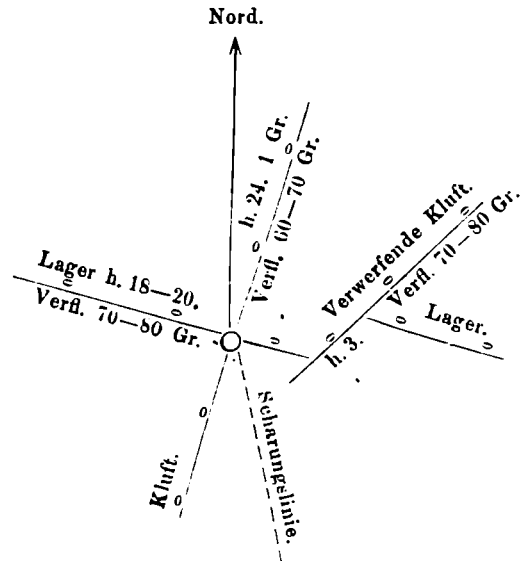 Nord.
h. 24. 1 Gr.
Verfl. 60—70 Gr.
Verwerfende Kluft.
Verfl. 70—80 Gr.
h. 3.
Lager h. 18—20.
Verfl. 70—80 Gr.
Lager.
Kluft.
Scharungslinie.